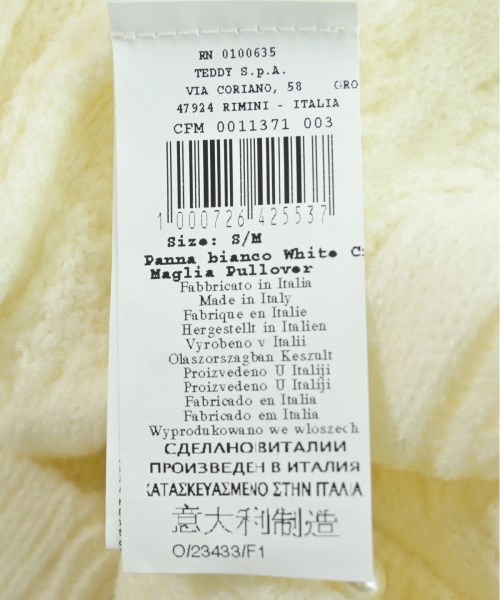 RN 0100635
TEDDY S.p.A.
VIA CORIANO, 58 GRO
47924 RIMINI - ITALIA
CFM 0011371 003
1 000726 425537
Size: S/M
Panna bianco White C
Maglia Pullover
Fabbricato in Italia
Made in Italy
Fabrique en Italie
Hergestellt in Italien
Vyrobeno v Italii
Olaszorszagban Keszult
Proizvedeno U Italiji
Proizvedeno U Italiji
Fabricado en Italia
Fabricado em Italia
Wyprodukowano we wloszech
СДЕЛАНО В ИТАЛИИ
ПРОИЗВЕДЕН В ИТАЛИЯ
ΚΑΤΑΣΚΕΥΑΣΜΕΝΟ ΣΤΗΝ ΙΤΑΛΙΑ
意大利制造
O/23433/F1